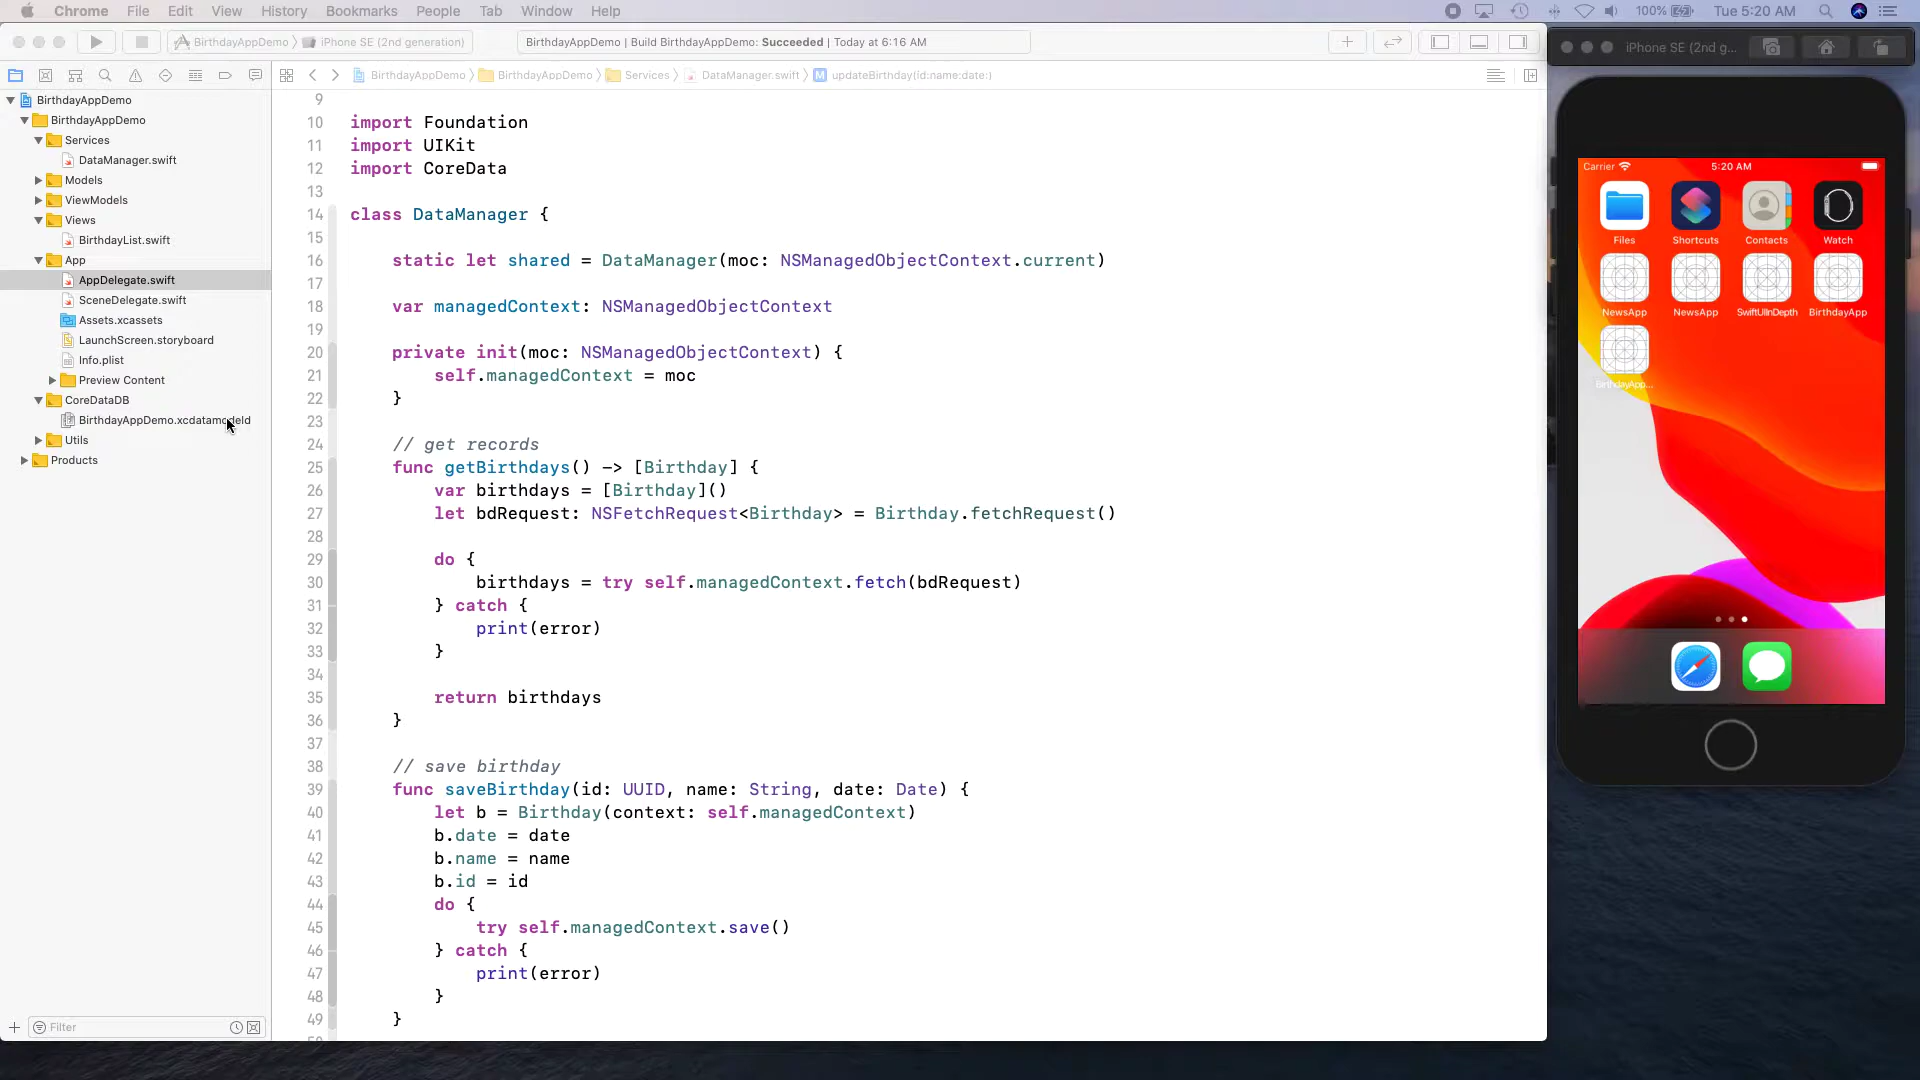 Chrome File Edit View History Bookmarks People Tab Window Help
100% Tue 5:20 AM
BirthdayAppDemo iPhone SE (2nd generation)
BirthdayAppDemo | Build BirthdayAppDemo: Succeeded | Today at 6:16 AM
BirthdayAppDemo BirthdayAppDemo Services DataManager.swift M updateBirthday(id:name:date:)
BirthdayAppDemo
BirthdayAppDemo
Services
DataManager.swift
Models
ViewModels
Views
BirthdayList.swift
App
AppDelegate.swift
SceneDelegate.swift
Assets.xcassets
LaunchScreen.storyboard
Info.plist
Preview Content
CoreDataDB
BirthdayAppDemo.xcdatamodeld
Utils
Products
Filter
9
10 import Foundation
11 import UIKit
12 import CoreData
13
14 class DataManager {
15
16 static let shared = DataManager(moc: NSManagedObjectContext.current)
17
18 var managedContext: NSManagedObjectContext
19
20 private init(moc: NSManagedObjectContext) {
21 self.managedContext = moc
22 }
23
24 // get records
25 func getBirthdays() -> [Birthday] {
26 var birthdays = [Birthday]()
27 let bdRequest: NSFetchRequest<Birthday> = Birthday.fetchRequest()
28
29 do {
30 birthdays = try self.managedContext.fetch(bdRequest)
31 } catch {
32 print(error)
33 }
34
35 return birthdays
36 }
37
38 // save birthday
39 func saveBirthday(id: UUID, name: String, date: Date) {
40 let b = Birthday(context: self.managedContext)
41 b.date = date
42 b.name = name
43 b.id = id
44 do {
45 try self.managedContext.save()
46 } catch {
47 print(error)
48 }
49 }
iPhone SE (2nd g...
Carrier 5:20 AM
Files Shortcuts Contacts Watch
NewsApp NewsApp SwiftUIInDepth BirthdayApp
BirthdayApp...